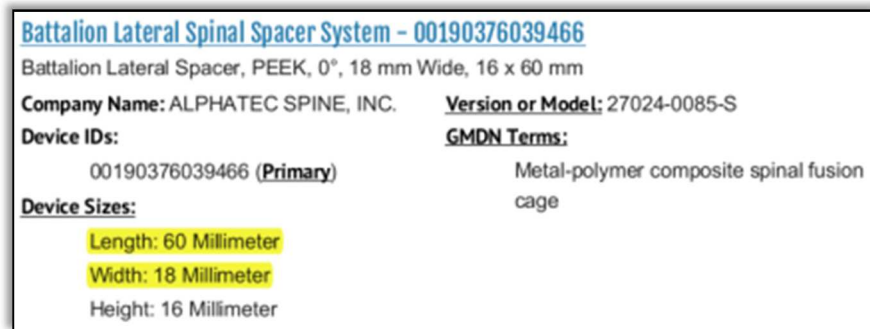 Battalion Lateral Spinal Spacer System - 00190376039466
Battalion Lateral Spacer, PEEK, 0°, 18 mm Wide, 16 x 60 mm
Company Name: ALPHATEC SPINE, INC. Version or Model: 27024-0085-S
Device IDs: GMDN Terms:
00190376039466 (Primary) Metal-polymer composite spinal fusion
cage
Device Sizes:
Length: 60 Millimeter
Width: 18 Millimeter
Height: 16 Millimeter